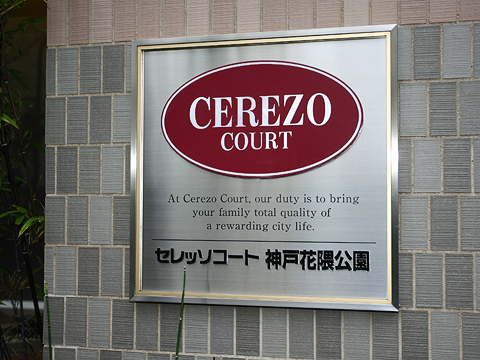 CEREZO
COURT
At Cerezo Court, our duty is to bring
your family total quality of
a rewarding city life.
セレッソコート 神戸花隈公園